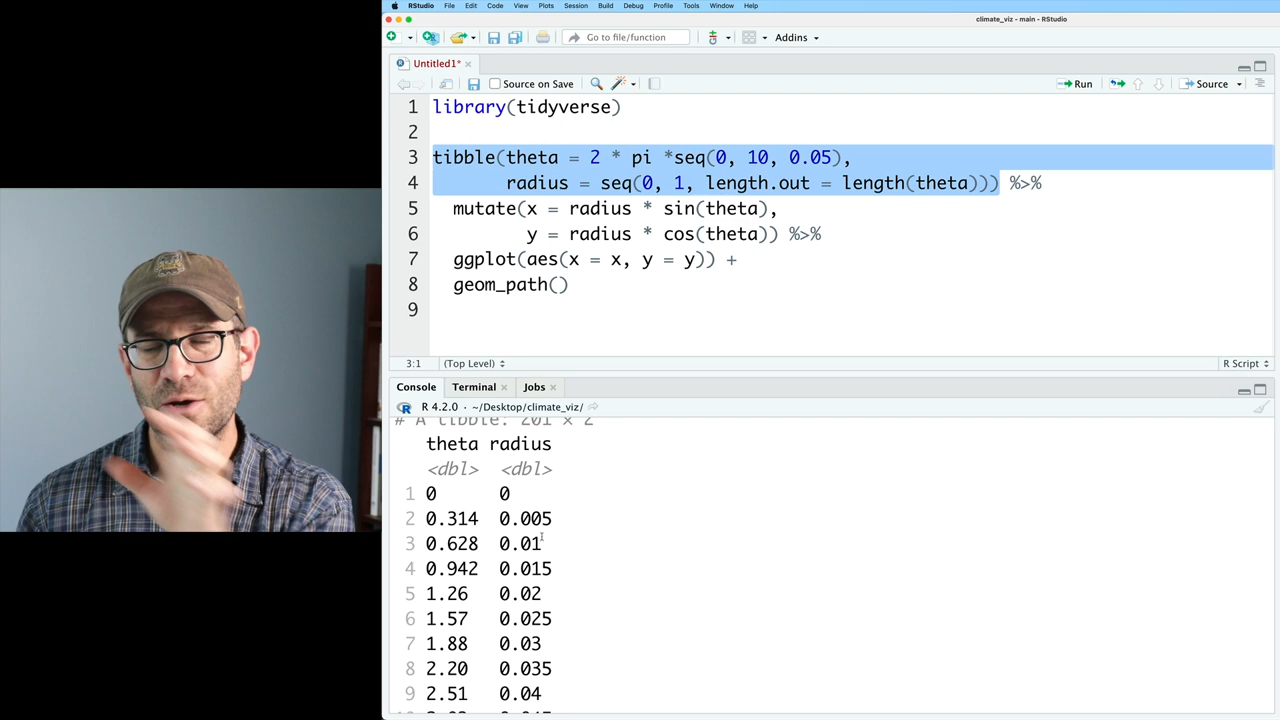 RStudio File Edit Code View Plots Session Build Debug Profile Tools Window Help
climate_viz - main - RStudio
Go to file/function Addins
Untitled1*
Source on Save Run Source
1 library(tidyverse)
2
3 tibble(theta = 2 * pi *seq(0, 10, 0.05),
4 radius = seq(0, 1, length.out = length(theta))) %>%
5 mutate(x = radius * sin(theta),
6 y = radius * cos(theta)) %>%
7 ggplot(aes(x = x, y = y)) +
8 geom_path()
9
3:1 (Top Level) R Script
Console Terminal Jobs
R 4.2.0 · ~/Desktop/climate_viz/
# A tibble: 201 × 2
theta radius
<dbl> <dbl>
1 0 0
2 0.314 0.005
3 0.628 0.01
4 0.942 0.015
5 1.26 0.02
6 1.57 0.025
7 1.88 0.03
8 2.20 0.035
9 2.51 0.04